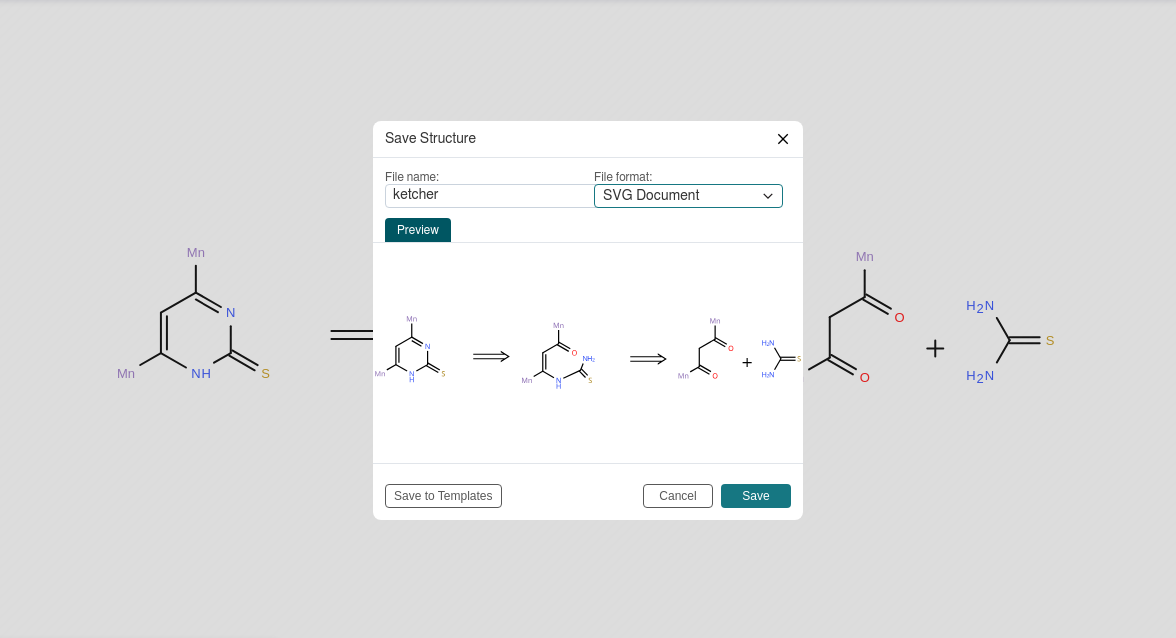 Save Structure
File name:
File format:
ketcher
SVG Document
Preview
Mn
N
Mn
NH
S
Mn
N
Mn
N
H
S
Mn
O
NH2
Mn
N
H
S
Mn
O
Mn
O
+
H2N
S
H2N
Mn
O
O
+
H2N
S
H2N
Save to Templates
Cancel
Save